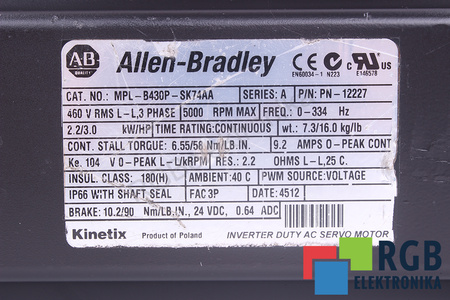 AB
QUALITY
Allen-Bradley
CE
EN60034-1 N223
c UR US
E146578
CAT. NO.: MPL-B430P-SK74AA SERIES: A P/N: PN-12227
460 V RMS L-L,3 PHASE 5000 RPM MAX FREQ.: 0-334 Hz
2.2/3.0 kW/HP TIME RATING:CONTINUOUS wt.: 7.3/16.0 kg/lb
CONT. STALL TORQUE: 6.55/58 Nm/LB.IN. 9.2 AMPS 0-PEAK CONT
Ke. 104 V 0-PEAK L-L/kRPM RES.: 2.2 OHMS L-L,25 C.
INSUL. CLASS: 180(H) AMBIENT:40 C PWM SOURCE:VOLTAGE
IP66 WITH SHAFT SEAL FAC 3P DATE: 4512
BRAKE: 10.2/90 Nm/LB.IN., 24 VDC, 0.64 ADC
Kinetix Product of Poland INVERTER DUTY AC SERVO MOTOR
RGB
ELEKTRONIKA